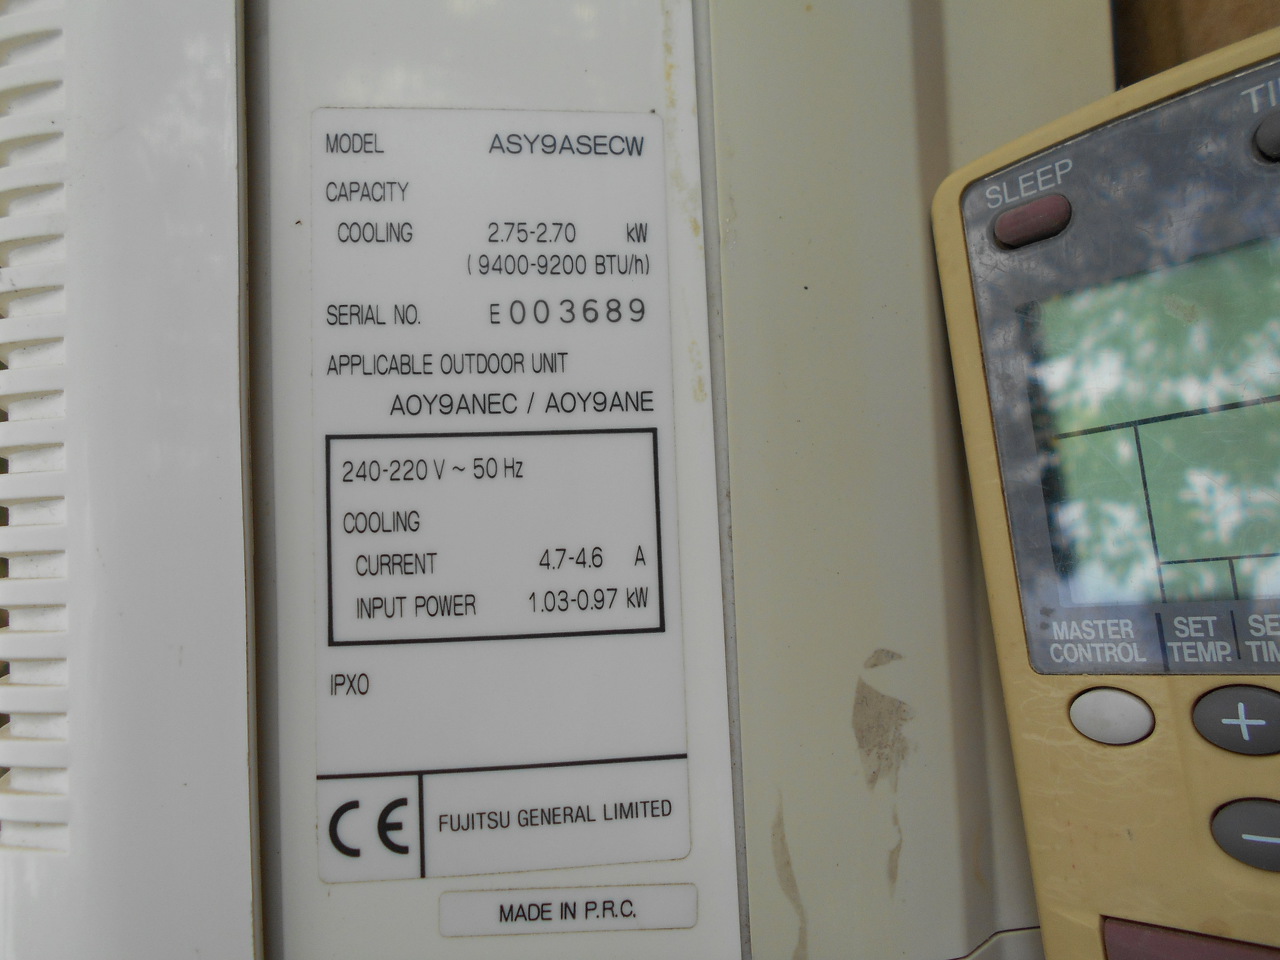 MODEL ASY9ASECW
CAPACITY
COOLING 2.75-2.70 kW
(9400-9200 BTU/h)
SERIAL NO. E003689
APPLICABLE OUTDOOR UNIT
AOY9ANEC / AOY9ANE
240-220 V ~ 50 Hz
COOLING
CURRENT 4.7-4.6 A
INPUT POWER 1.03-0.97 kW
IPX0
CE FUJITSU GENERAL LIMITED
MADE IN P.R.C.
SLEEP
MASTER
CONTROL
SET
TEMP.
+
−